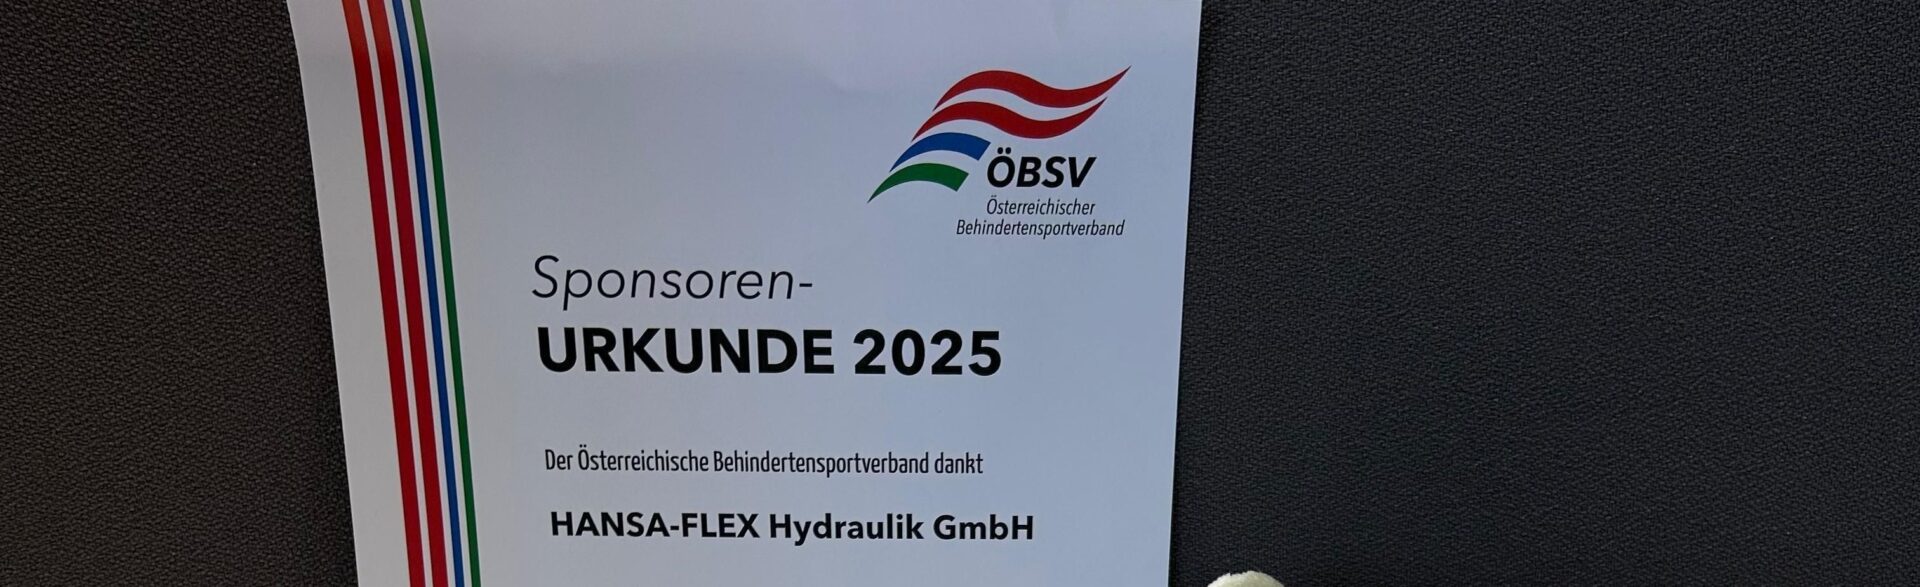 ÖBSV
Österreichischer
Behindertensportverband
Sponsoren-
URKUNDE 2025
Der Österreichische Behindertensportverband dankt
HANSA-FLEX Hydraulik GmbH